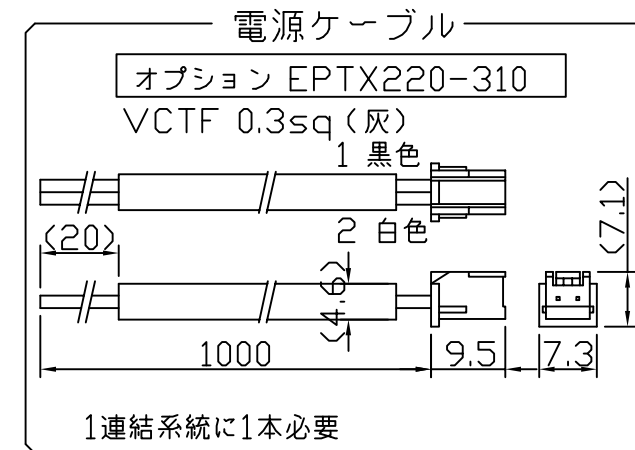 電源ケーブル
オプション EPTX220-310
VCTF 0.3sq(灰)
1 黒色
2 白色
(20)
(4.6)
(7.1)
1000
9.5
7.3
1連結系統に1本必要